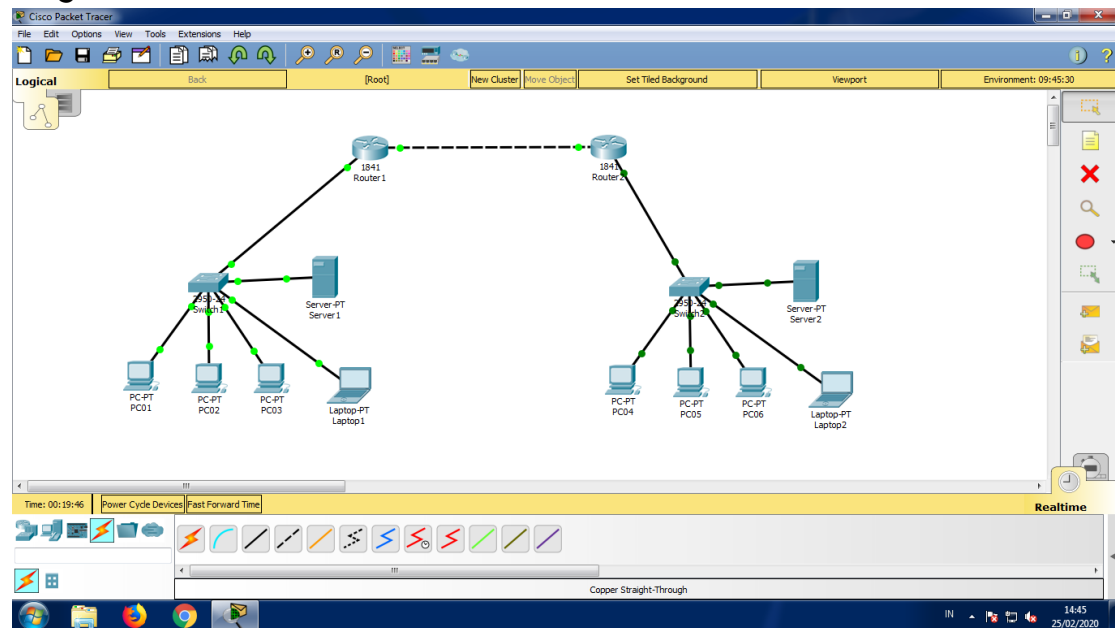 Cisco Packet Tracer
File Edit Options View Tools Extensions Help
Logical Back [Root] New Cluster Move Object Set Tiled Background Viewport Environment: 09:45:30
1841
Router1
1841
Router2
2950-24
Switch1
Server-PT
Server1
2950-24
Switch2
Server-PT
Server2
PC-PT
PC01
PC-PT
PC02
PC-PT
PC03
Laptop-PT
Laptop1
PC-PT
PC04
PC-PT
PC05
PC-PT
PC06
Laptop-PT
Laptop2
Time: 00:19:46 Power Cycle Devices Fast Forward Time Realtime
Copper Straight-Through
IN 14:45
25/02/2020